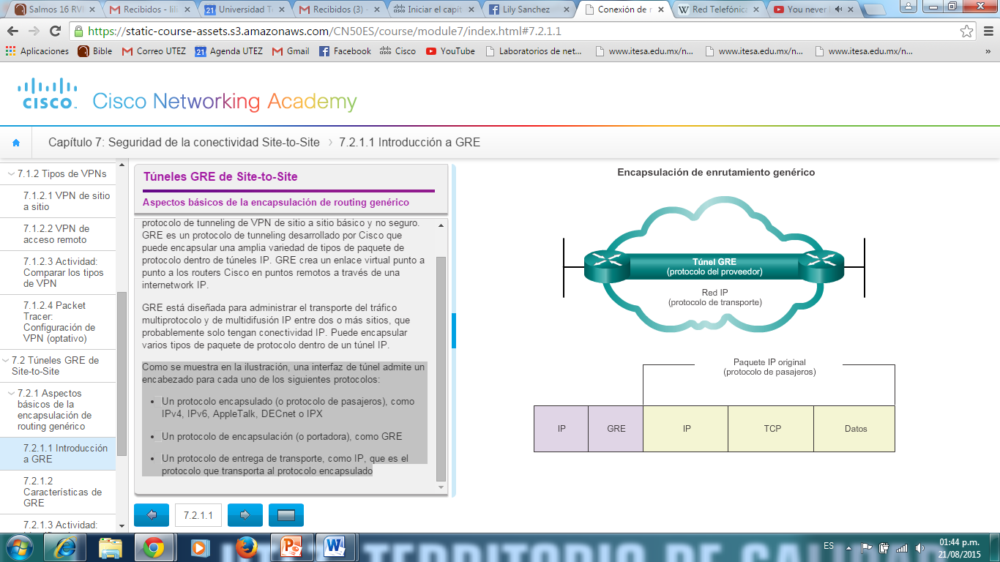 Salmos 16 RV
Recibidos - lili
Universidad T
Recibidos (3) -
Iniciar el capít
Lily Sanchez
Conexión de r
Red Telefónic
You never
https://static-course-assets.s3.amazonaws.com/CN50ES/course/module7/index.html#7.2.1.1
Aplicaciones Bible Correo UTEZ Agenda UTEZ Gmail Facebook Cisco YouTube Laboratorios de net... www.itesa.edu.mx/n... www.itesa.edu.mx/n... www.itesa.edu.mx/n... »
CISCO. Cisco Networking Academy
Capítulo 7: Seguridad de la conectividad Site-to-Site › 7.2.1.1 Introducción a GRE
7.1.2 Tipos de VPNs
7.1.2.1 VPN de sitio
a sitio
7.1.2.2 VPN de
acceso remoto
7.1.2.3 Actividad:
Comparar los tipos
de VPN
7.1.2.4 Packet
Tracer:
Configuración de
VPN (optativo)
7.2 Túneles GRE de
Site-to-Site
7.2.1 Aspectos
básicos de la
encapsulación de
routing genérico
7.2.1.1 Introducción
a GRE
7.2.1.2
Características de
GRE
7.2.1.3 Actividad:
Túneles GRE de Site-to-Site
Aspectos básicos de la encapsulación de routing genérico
protocolo de tunneling de VPN de sitio a sitio básico y no seguro.
GRE es un protocolo de tunneling desarrollado por Cisco que
puede encapsular una amplia variedad de tipos de paquete de
protocolo dentro de túneles IP. GRE crea un enlace virtual punto a
punto a los routers Cisco en puntos remotos a través de una
internetwork IP.
GRE está diseñada para administrar el transporte del tráfico
multiprotocolo y de multidifusión IP entre dos o más sitios, que
probablemente solo tengan conectividad IP. Puede encapsular
varios tipos de paquete de protocolo dentro de un túnel IP.
Como se muestra en la ilustración, una interfaz de túnel admite un
encabezado para cada uno de los siguientes protocolos:
• Un protocolo encapsulado (o protocolo de pasajeros), como
IPv4, IPv6, AppleTalk, DECnet o IPX
• Un protocolo de encapsulación (o portadora), como GRE
• Un protocolo de entrega de transporte, como IP, que es el
protocolo que transporta al protocolo encapsulado
7.2.1.1
Encapsulación de enrutamiento genérico
Túnel GRE
(protocolo del proveedor)
Red IP
(protocolo de transporte)
Paquete IP original
(protocolo de pasajeros)
IP GRE IP TCP Datos
ES
01:44 p.m.
21/08/2015